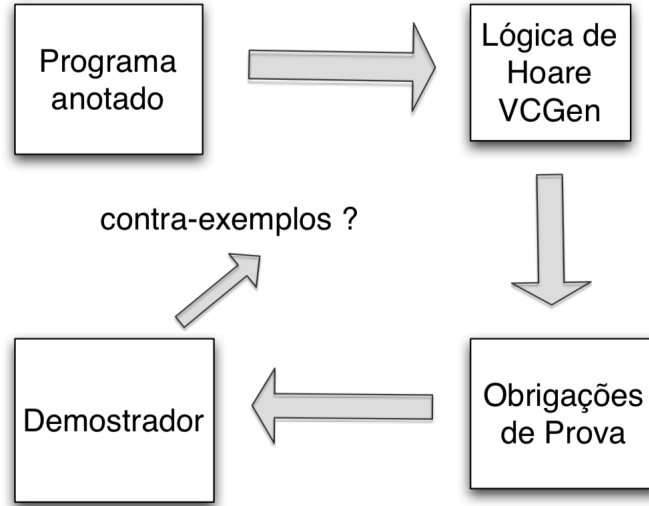 Programa
anotado
Lógica de
Hoare
VCGen
contra-exemplos ?
Demostrador
Obrigações
de Prova